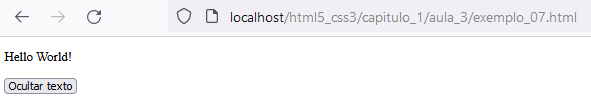 localhost/html5_css3/capitulo_1/aula_3/exemplo_07.html
Hello World!
Ocultar texto